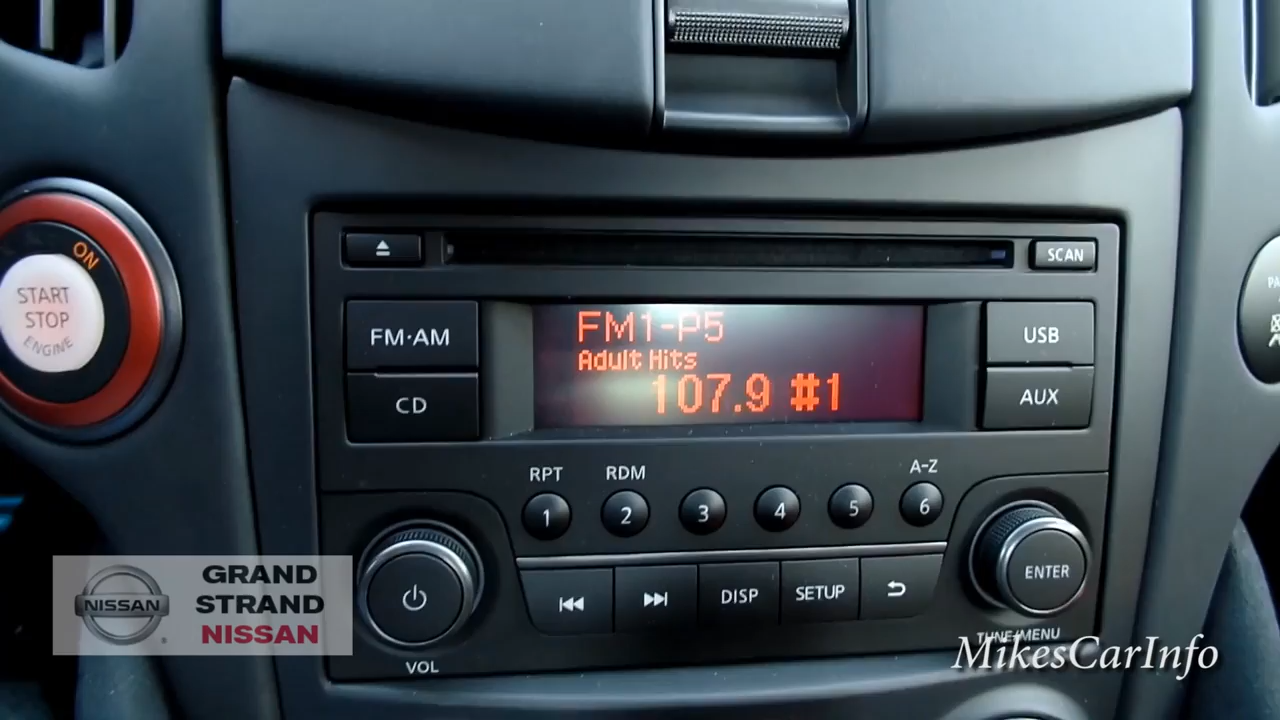 ON
START
STOP
ENGINE
SCAN
FM·AM
CD
FM1-P5
Adult Hits
107.9 #1
USB
AUX
RPT
RDM
A-Z
1
2
3
4
5
6
DISP
SETUP
ENTER
VOL
TUNE/MENU
NISSAN
GRAND
STRAND
NISSAN
MikesCarInfo